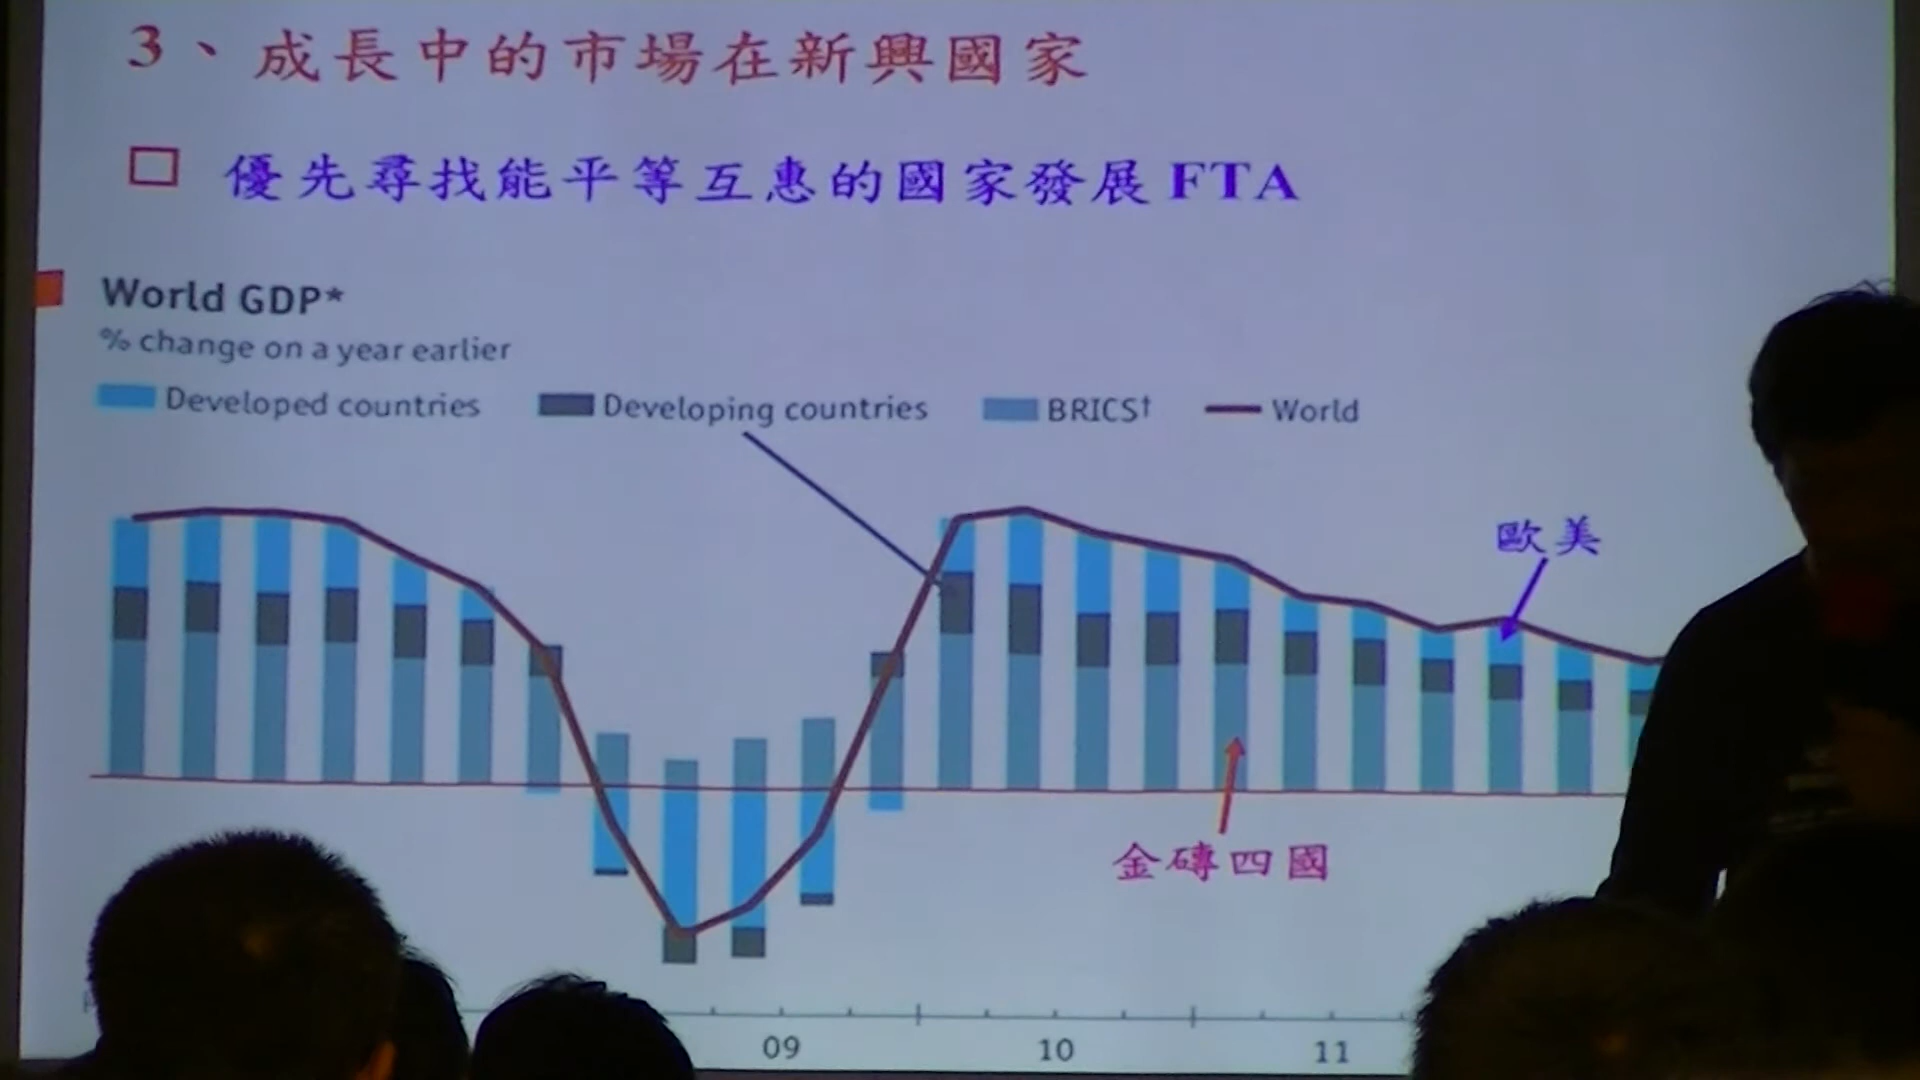 3、成長中的市場在新興國家
優先尋找能平等互惠的國家發展FTA
World GDP*
% change on a year earlier
Developed countries
Developing countries
BRICS†
World
歐美
金磚四國
09
10
11